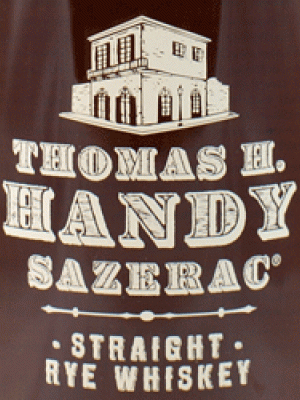 THOMAS H.
HANDY
SAZERAC®
· STRAIGHT ·
RYE WHISKEY